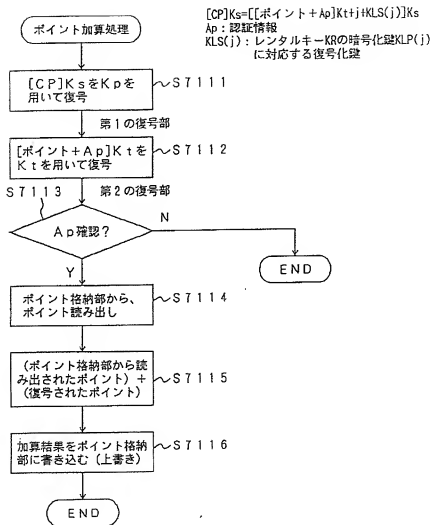 [CP]Ks=[[ポイント+Ap]Kt+j+KLS(j)]Ks
Ap:認証情報
KLS(j):レンタルキーKRの暗号化鍵KLP(j)
に対応する復号化鍵
ポイント加算処理
[CP]KsをKpを
用いて復号
S7111
第1の復号部
[ポイント+Ap]Ktを
Ktを用いて復号
S7112
第2の復号部
S7113
Ap確認?
N
END
Y
ポイント格納部から、
ポイント読み出し
S7114
(ポイント格納部から読
み出されたポイント)+
(復号されたポイント)
S7115
加算結果をポイント格納
部に書き込む(上書き)
S7116
END